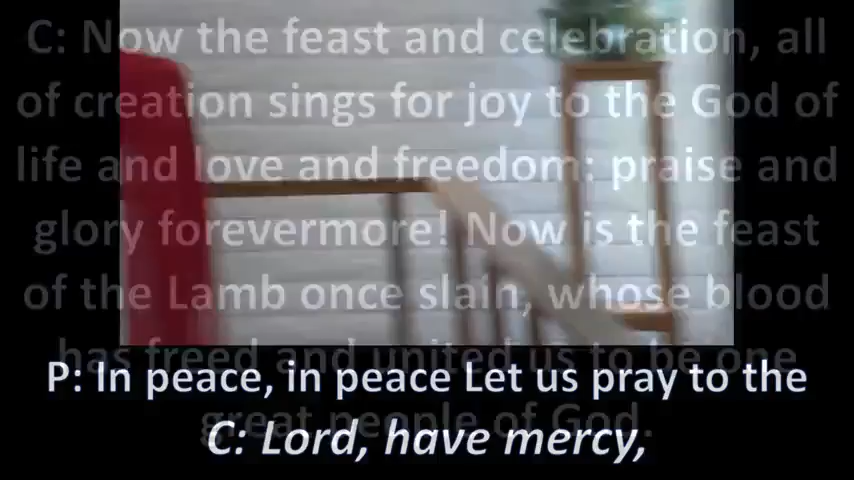 C: Now the feast and celebration, all
of creation sings for joy to the God of
life and love and freedom: praise and
glory forevermore! Now is the feast
of the Lamb once slain, whose blood
has freed and united us to be one
great people of God.
P: In peace, in peace Let us pray to the
C: Lord, have mercy,